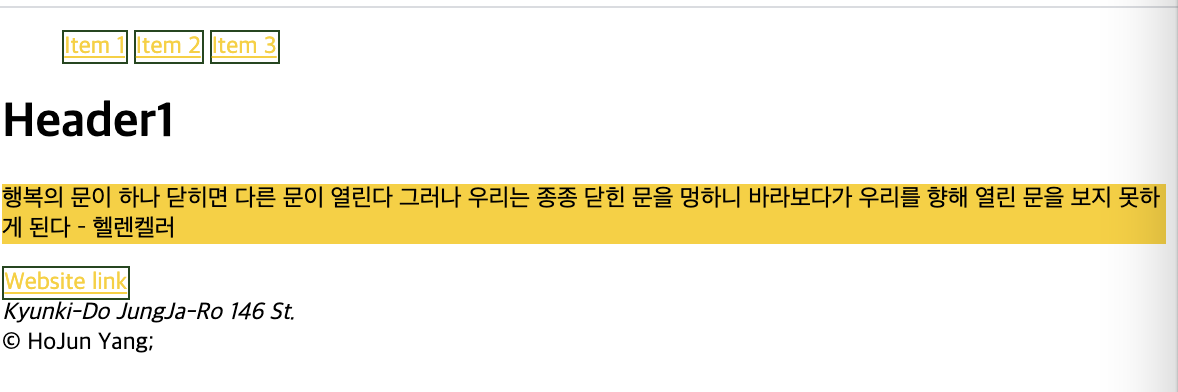 Item 1 Item 2 Item 3
Header1
행복의 문이 하나 닫히면 다른 문이 열린다 그러나 우리는 종종 닫힌 문을 멍하니 바라보다가 우리를 향해 열린 문을 보지 못하
게 된다 - 헬렌켈러
Website link
Kyunki-Do JungJa-Ro 146 St.
© HoJun Yang;